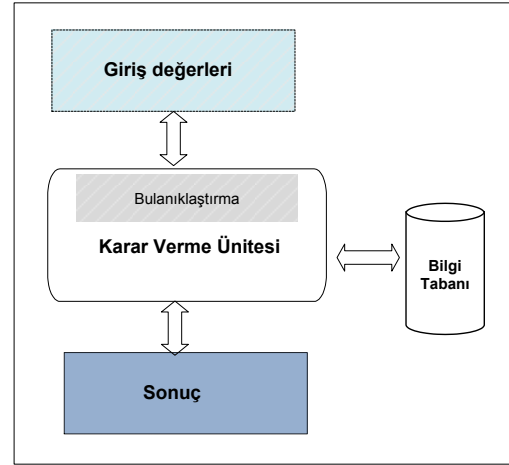 Giriş değerleri
Bulanıklaştırma
Karar Verme Ünitesi
Bilgi
Tabanı
Sonuç